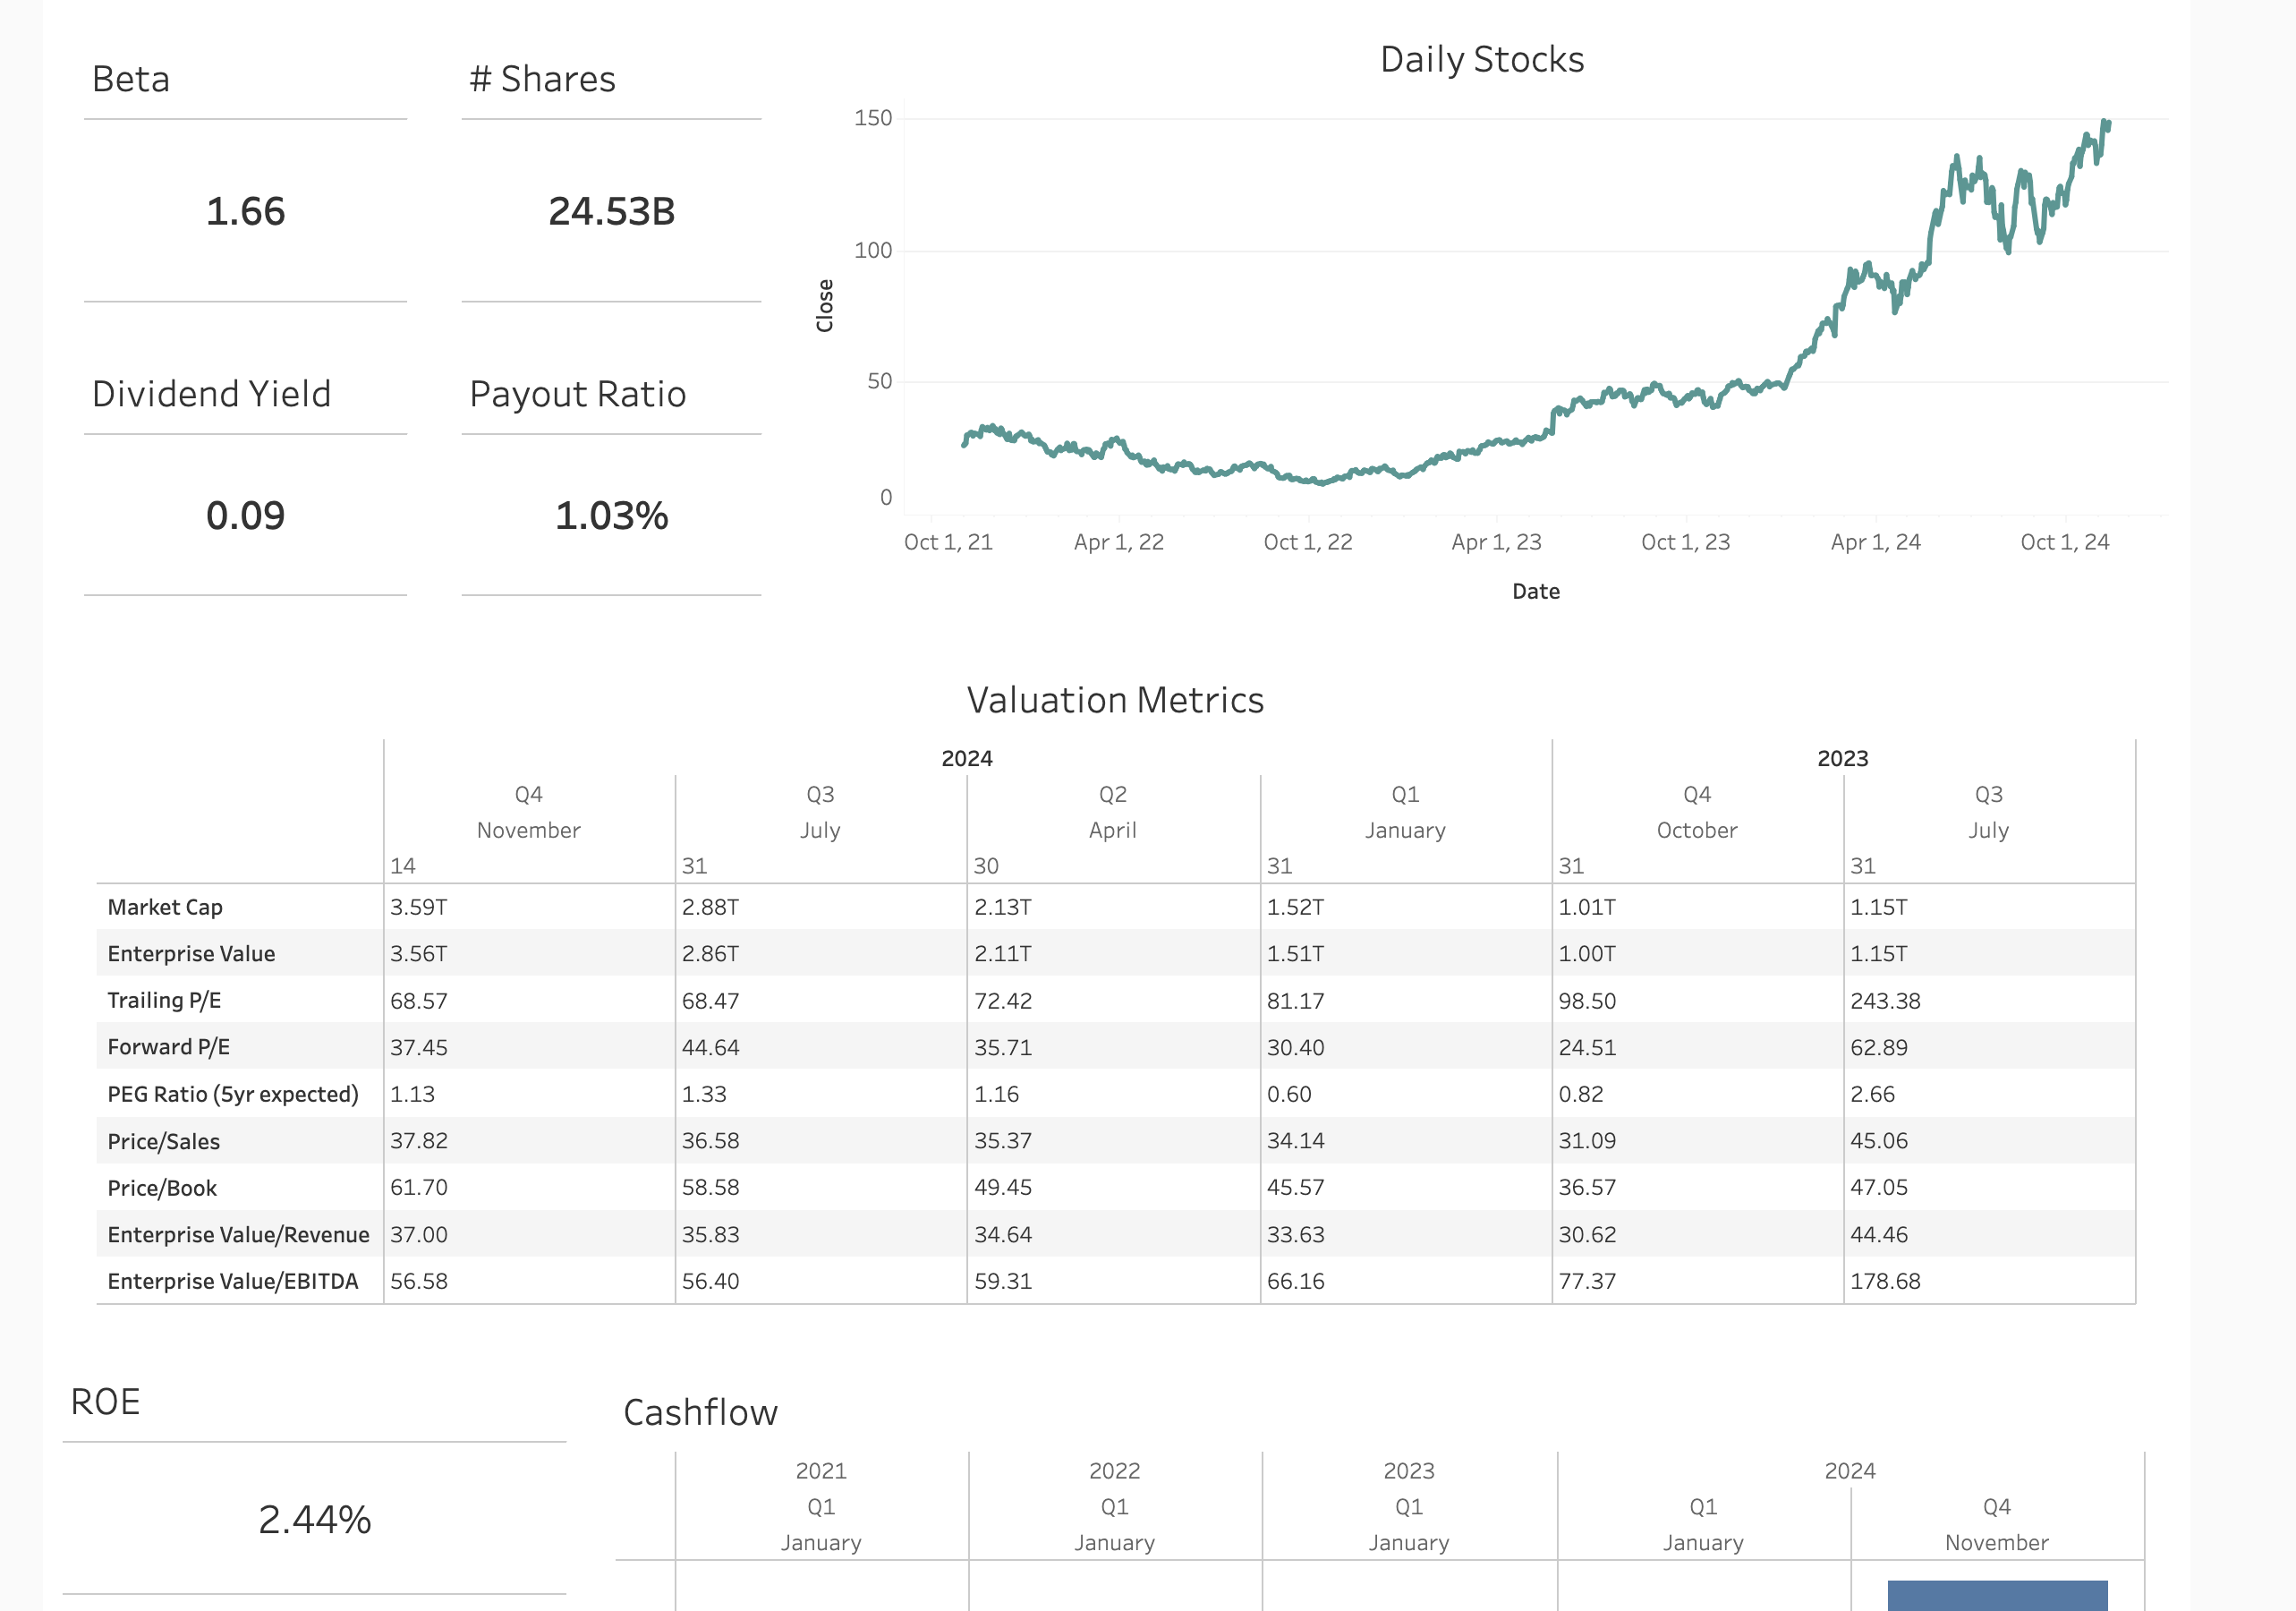 Beta
# Shares
1.66
24.53B
Dividend Yield
Payout Ratio
0.09
1.03%
Daily Stocks
150
100
50
0
Close
Oct 1, 21 Apr 1, 22 Oct 1, 22 Apr 1, 23 Oct 1, 23 Apr 1, 24 Oct 1, 24
Date
Valuation Metrics
2024 2023
Q4 Q3 Q2 Q1 Q4 Q3
November July April January October July
14 31 30 31 31 31
Market Cap 3.59T 2.88T 2.13T 1.52T 1.01T 1.15T
Enterprise Value 3.56T 2.86T 2.11T 1.51T 1.00T 1.15T
Trailing P/E 68.57 68.47 72.42 81.17 98.50 243.38
Forward P/E 37.45 44.64 35.71 30.40 24.51 62.89
PEG Ratio (5yr expected) 1.13 1.33 1.16 0.60 0.82 2.66
Price/Sales 37.82 36.58 35.37 34.14 31.09 45.06
Price/Book 61.70 58.58 49.45 45.57 36.57 47.05
Enterprise Value/Revenue 37.00 35.83 34.64 33.63 30.62 44.46
Enterprise Value/EBITDA 56.58 56.40 59.31 66.16 77.37 178.68
ROE
2.44%
Cashflow
2021 2022 2023 2024
Q1 Q1 Q1 Q1 Q4
January January January January November